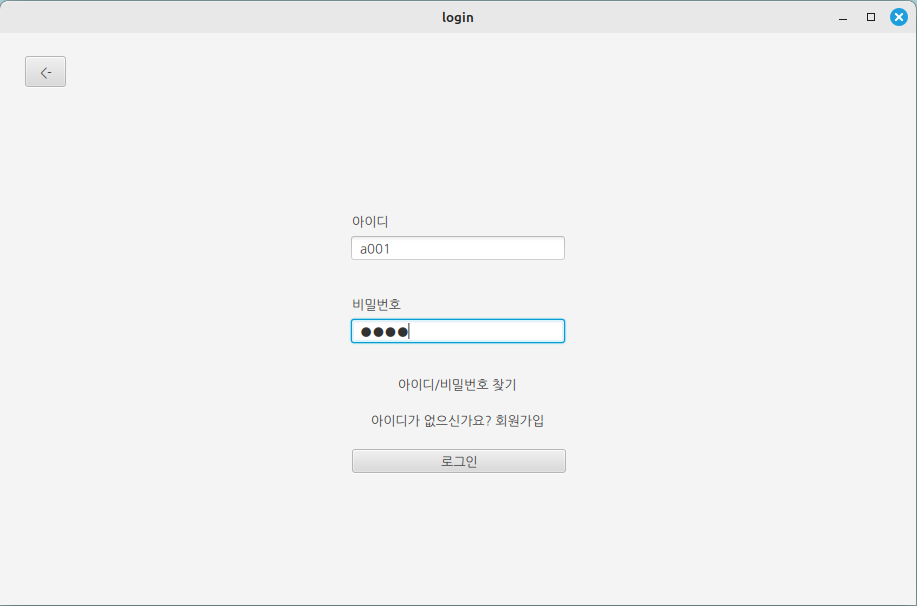 login
<-
아이디
a001
비밀번호
●●●●
아이디/비밀번호 찾기
아이디가 없으신가요? 회원가입
로그인